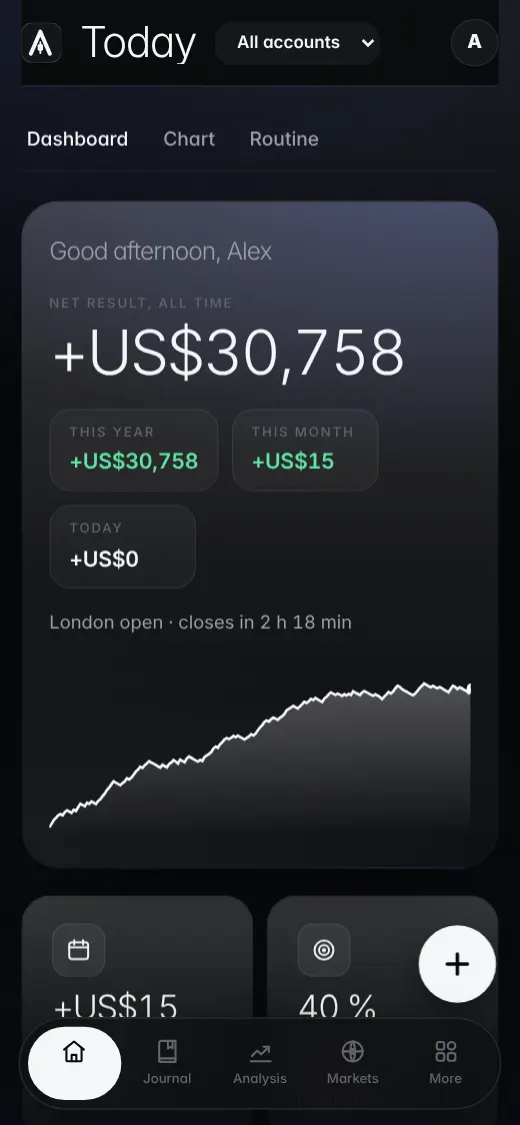 Today
All accounts
A
Dashboard Chart Routine
Good afternoon, Alex
NET RESULT, ALL TIME
+US$30,758
THIS YEAR
+US$30,758
THIS MONTH
+US$15
TODAY
+US$0
London open · closes in 2 h 18 min
+US$15
40 %
Journal Analysis Markets More